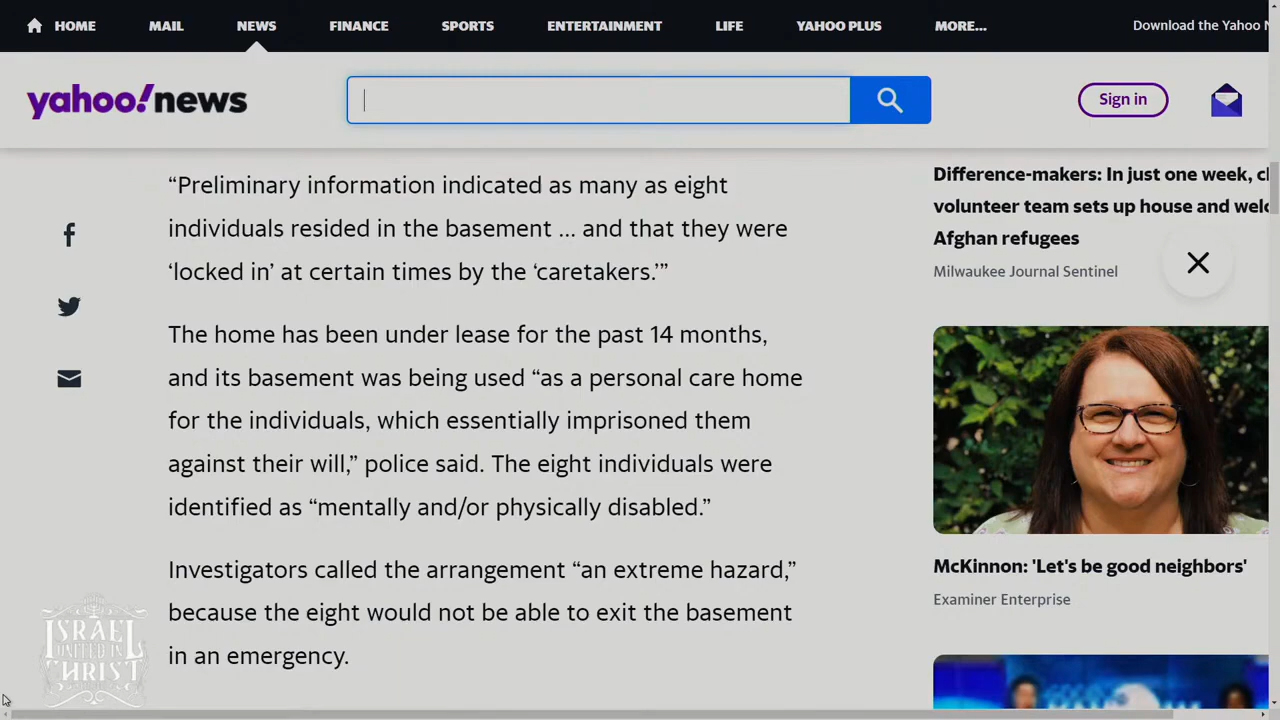 HOME MAIL NEWS FINANCE SPORTS ENTERTAINMENT LIFE YAHOO PLUS MORE... Download the Yahoo
yahoo!news
Sign in
“Preliminary information indicated as many as eight
individuals resided in the basement ... and that they were
‘locked in’ at certain times by the ‘caretakers.’”
The home has been under lease for the past 14 months,
and its basement was being used “as a personal care home
for the individuals, which essentially imprisoned them
against their will,” police said. The eight individuals were
identified as “mentally and/or physically disabled.”
Investigators called the arrangement “an extreme hazard,”
because the eight would not be able to exit the basement
in an emergency.
Difference-makers: In just one week,
volunteer team sets up house and
Afghan refugees
Milwaukee Journal Sentinel
McKinnon: 'Let's be good neighbors'
Examiner Enterprise
ISRAEL
UNITED IN
CHRIST